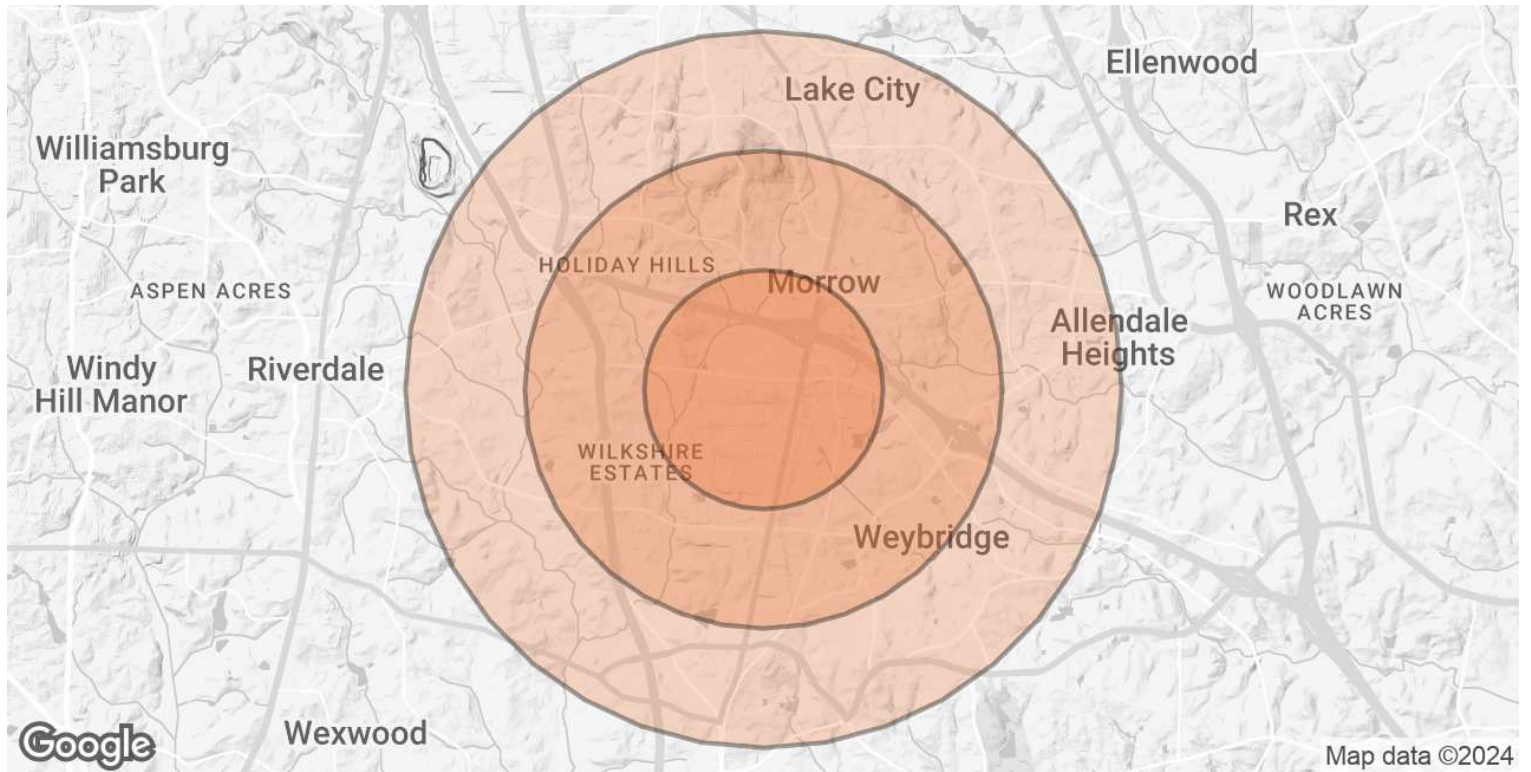 Ellenwood
Lake City
Williamsburg
Park
Rex
HOLIDAY HILLS
Morrow
ASPEN ACRES
WOODLAWN
ACRES
Allendale
Heights
Windy
Hill Manor
Riverdale
WILKSHIRE
ESTATES
Weybridge
Wexwood
Google
Map data ©2024